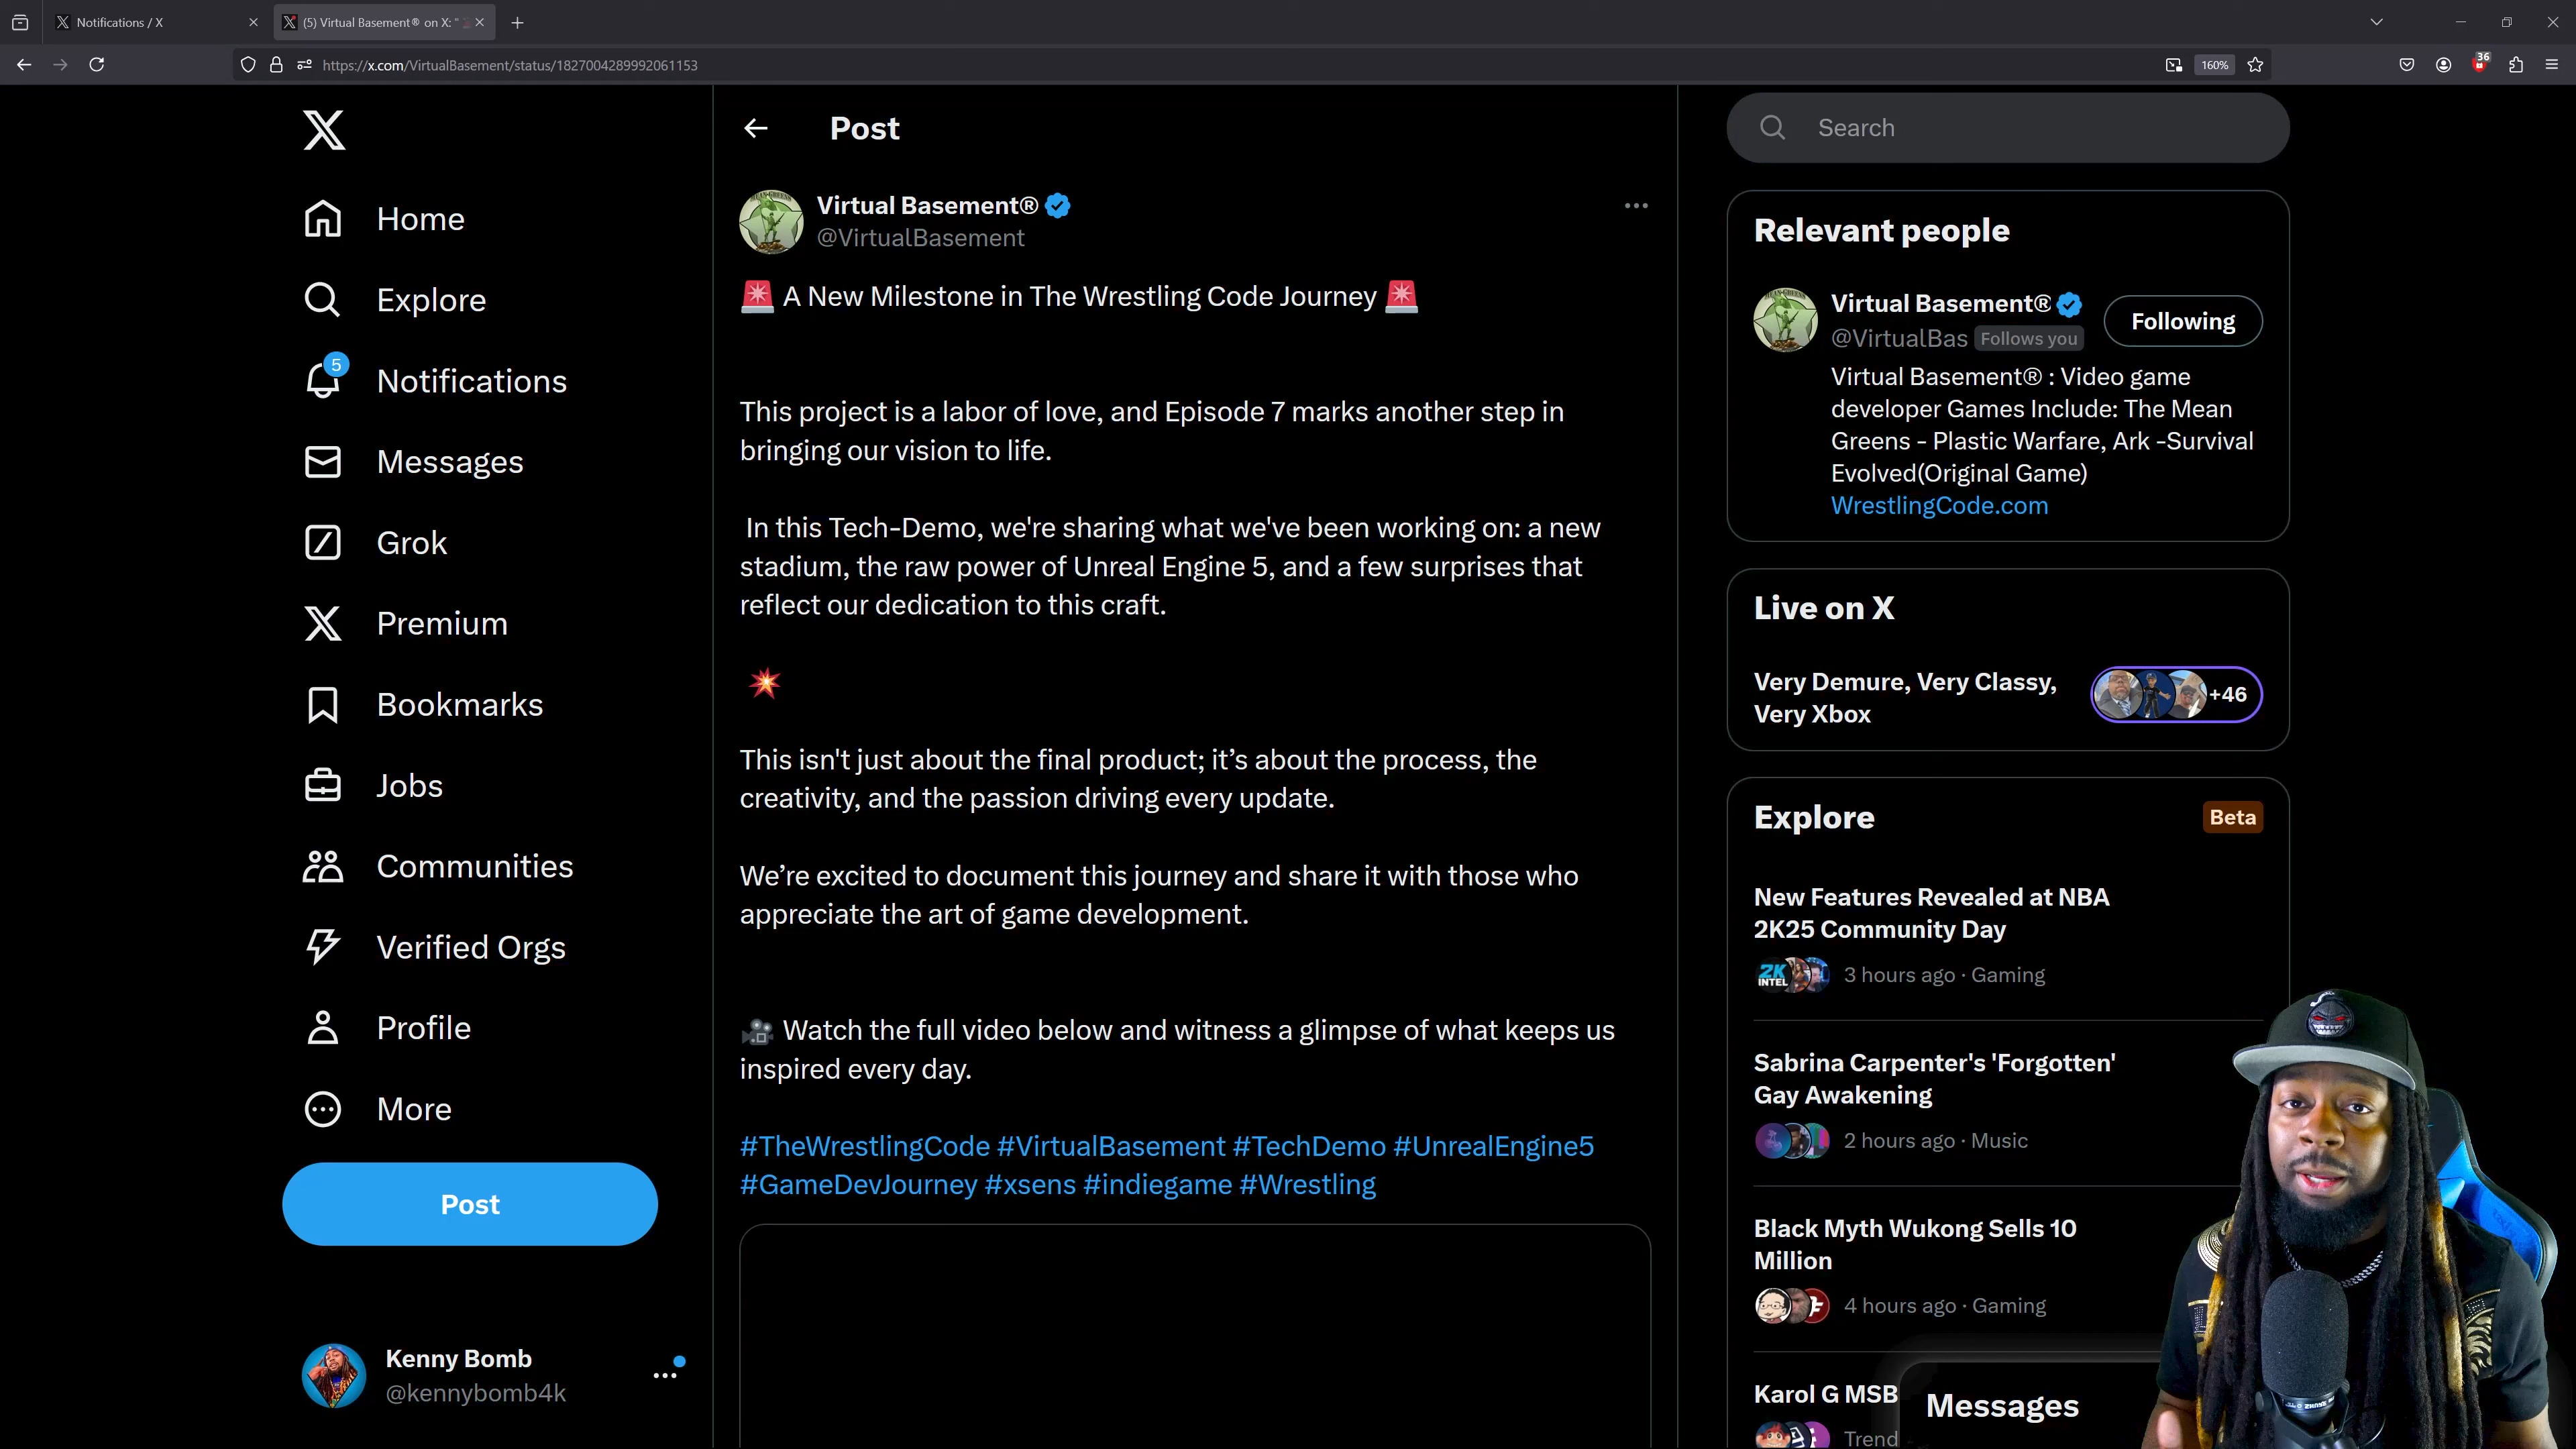 Notifications / X
(5) Virtual Basement® on X: "
https://x.com/VirtualBasement/status/1827004289992061153
160%
36
Home
Explore
5
Notifications
Messages
Grok
Premium
Bookmarks
Jobs
Communities
Verified Orgs
Profile
More
Post
Kenny Bomb
@kennybomb4k
Post
Virtual Basement®
@VirtualBasement
🚨 A New Milestone in The Wrestling Code Journey 🚨
This project is a labor of love, and Episode 7 marks another step in
bringing our vision to life.
In this Tech-Demo, we're sharing what we've been working on: a new
stadium, the raw power of Unreal Engine 5, and a few surprises that
reflect our dedication to this craft.
💥
This isn't just about the final product; it’s about the process, the
creativity, and the passion driving every update.
We’re excited to document this journey and share it with those who
appreciate the art of game development.
🎥 Watch the full video below and witness a glimpse of what keeps us
inspired every day.
#TheWrestlingCode #VirtualBasement #TechDemo #UnrealEngine5
#GameDevJourney #xsens #indiegame #Wrestling
Search
Relevant people
Virtual Basement®
Following
@VirtualBas Follows you
Virtual Basement® : Video game
developer Games Include: The Mean
Greens - Plastic Warfare, Ark -Survival
Evolved(Original Game)
WrestlingCode.com
Live on X
Very Demure, Very Classy,
Very Xbox
+46
Explore
Beta
New Features Revealed at NBA
2K25 Community Day
2K
INTEL
3 hours ago · Gaming
Sabrina Carpenter's 'Forgotten'
Gay Awakening
2 hours ago · Music
Black Myth Wukong Sells 10
Million
4 hours ago · Gaming
Karol G MSB
Trend
Messages